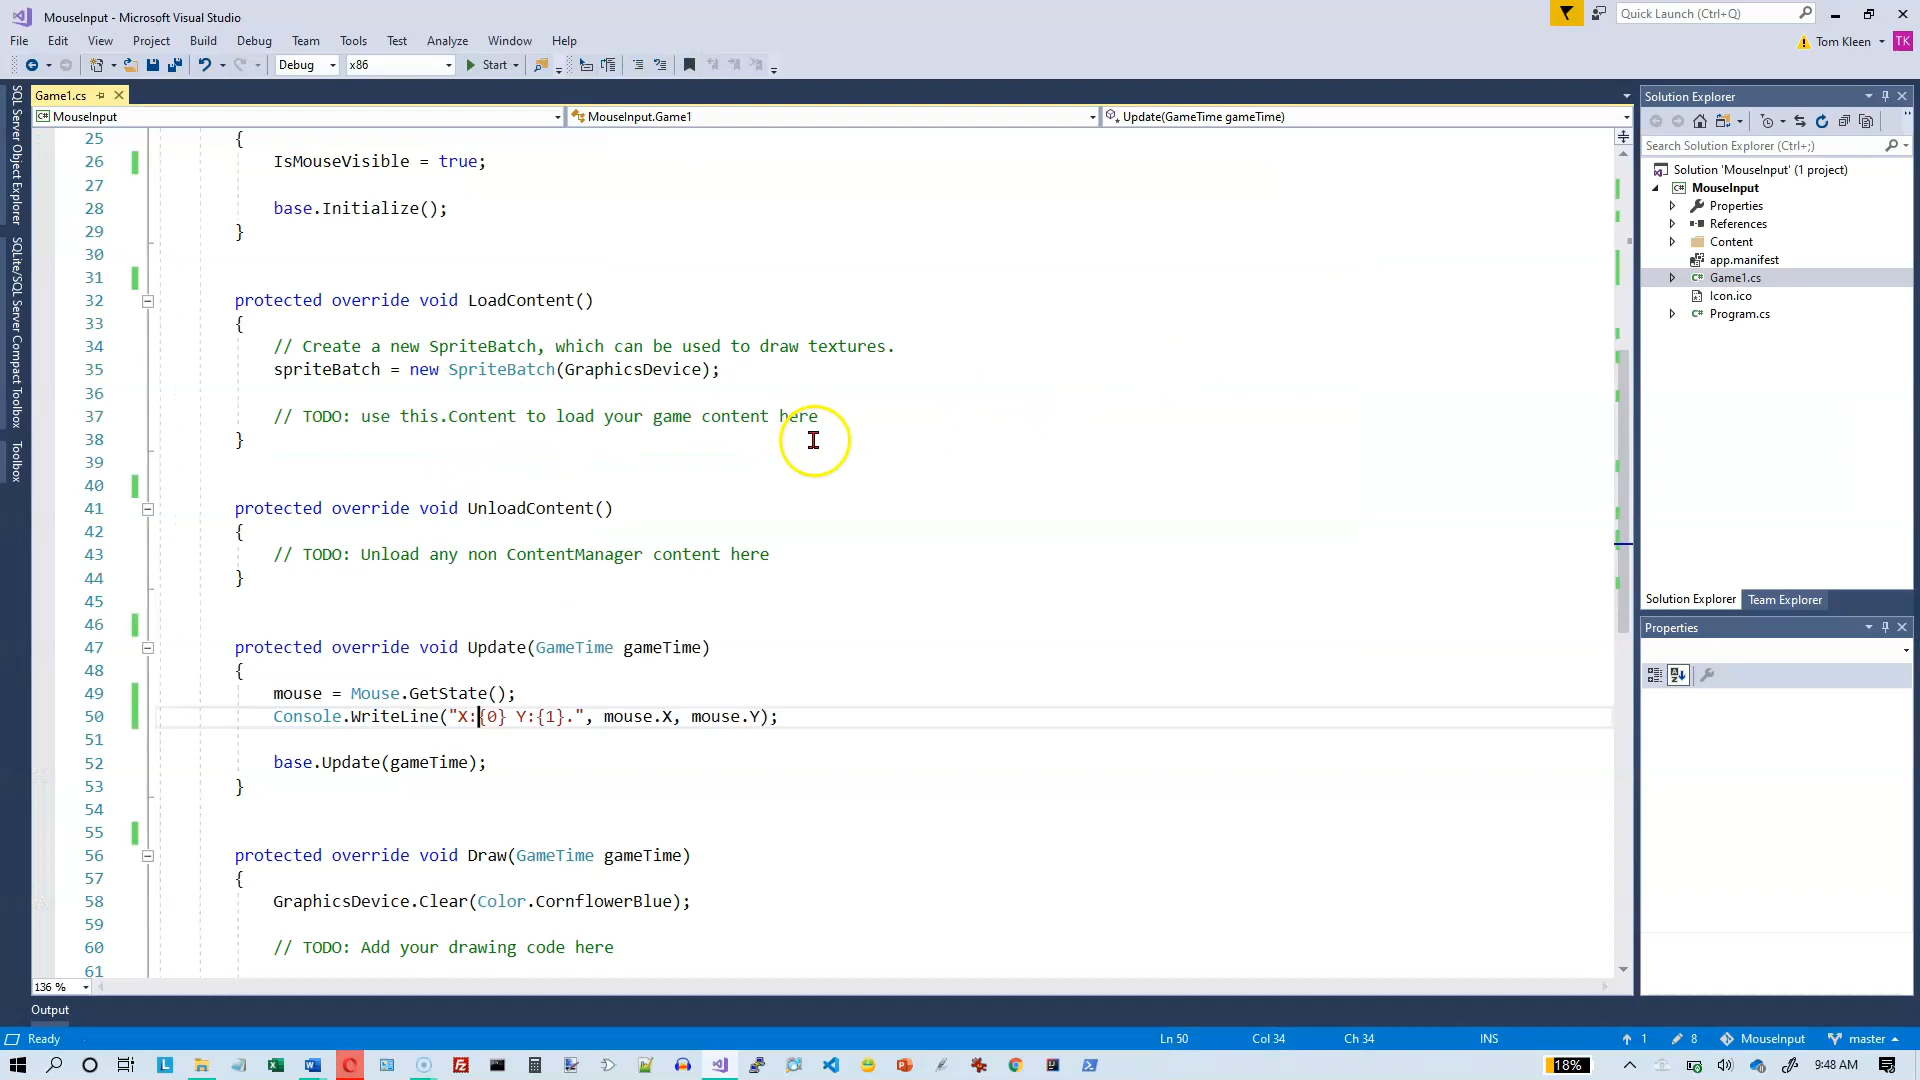 MouseInput - Microsoft Visual Studio
Quick Launch (Ctrl+Q)
File Edit View Project Build Debug Team Tools Test Analyze Window Help
Tom Kleen TK
Debug x86 Start
Game1.cs
MouseInput MouseInput.Game1 Update(GameTime gameTime)
SQL Server Object Explorer
SQLite/SQL Server Compact Toolbox
Toolbox
25 {
26 IsMouseVisible = true;
27
28 base.Initialize();
29 }
30
31
32 protected override void LoadContent()
33 {
34 // Create a new SpriteBatch, which can be used to draw textures.
35 spriteBatch = new SpriteBatch(GraphicsDevice);
36
37 // TODO: use this.Content to load your game content here
38 }
39
40
41 protected override void UnloadContent()
42 {
43 // TODO: Unload any non ContentManager content here
44 }
45
46
47 protected override void Update(GameTime gameTime)
48 {
49 mouse = Mouse.GetState();
50 Console.WriteLine("X:{0} Y:{1}.", mouse.X, mouse.Y);
51
52 base.Update(gameTime);
53 }
54
55
56 protected override void Draw(GameTime gameTime)
57 {
58 GraphicsDevice.Clear(Color.CornflowerBlue);
59
60 // TODO: Add your drawing code here
61
136 %
Solution Explorer
Search Solution Explorer (Ctrl+;)
Solution 'MouseInput' (1 project)
MouseInput
Properties
References
Content
app.manifest
Game1.cs
Icon.ico
Program.cs
Solution Explorer Team Explorer
Properties
Output
Ready Ln 50 Col 34 Ch 34 INS 1 8 MouseInput master
18% 9:48 AM